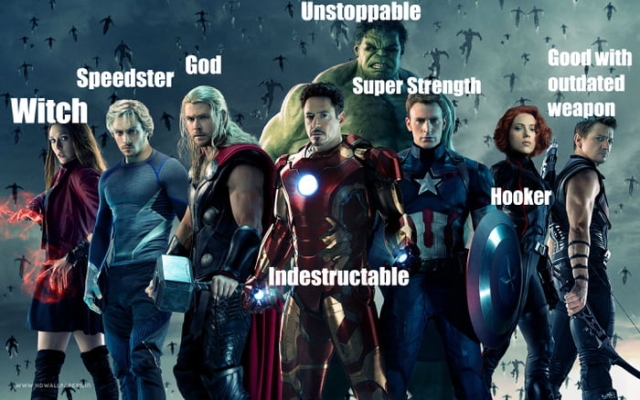 Unstoppable
God
Speedster
Witch
Super Strength
Good with
outdated
weapon
Hooker
Indestructable